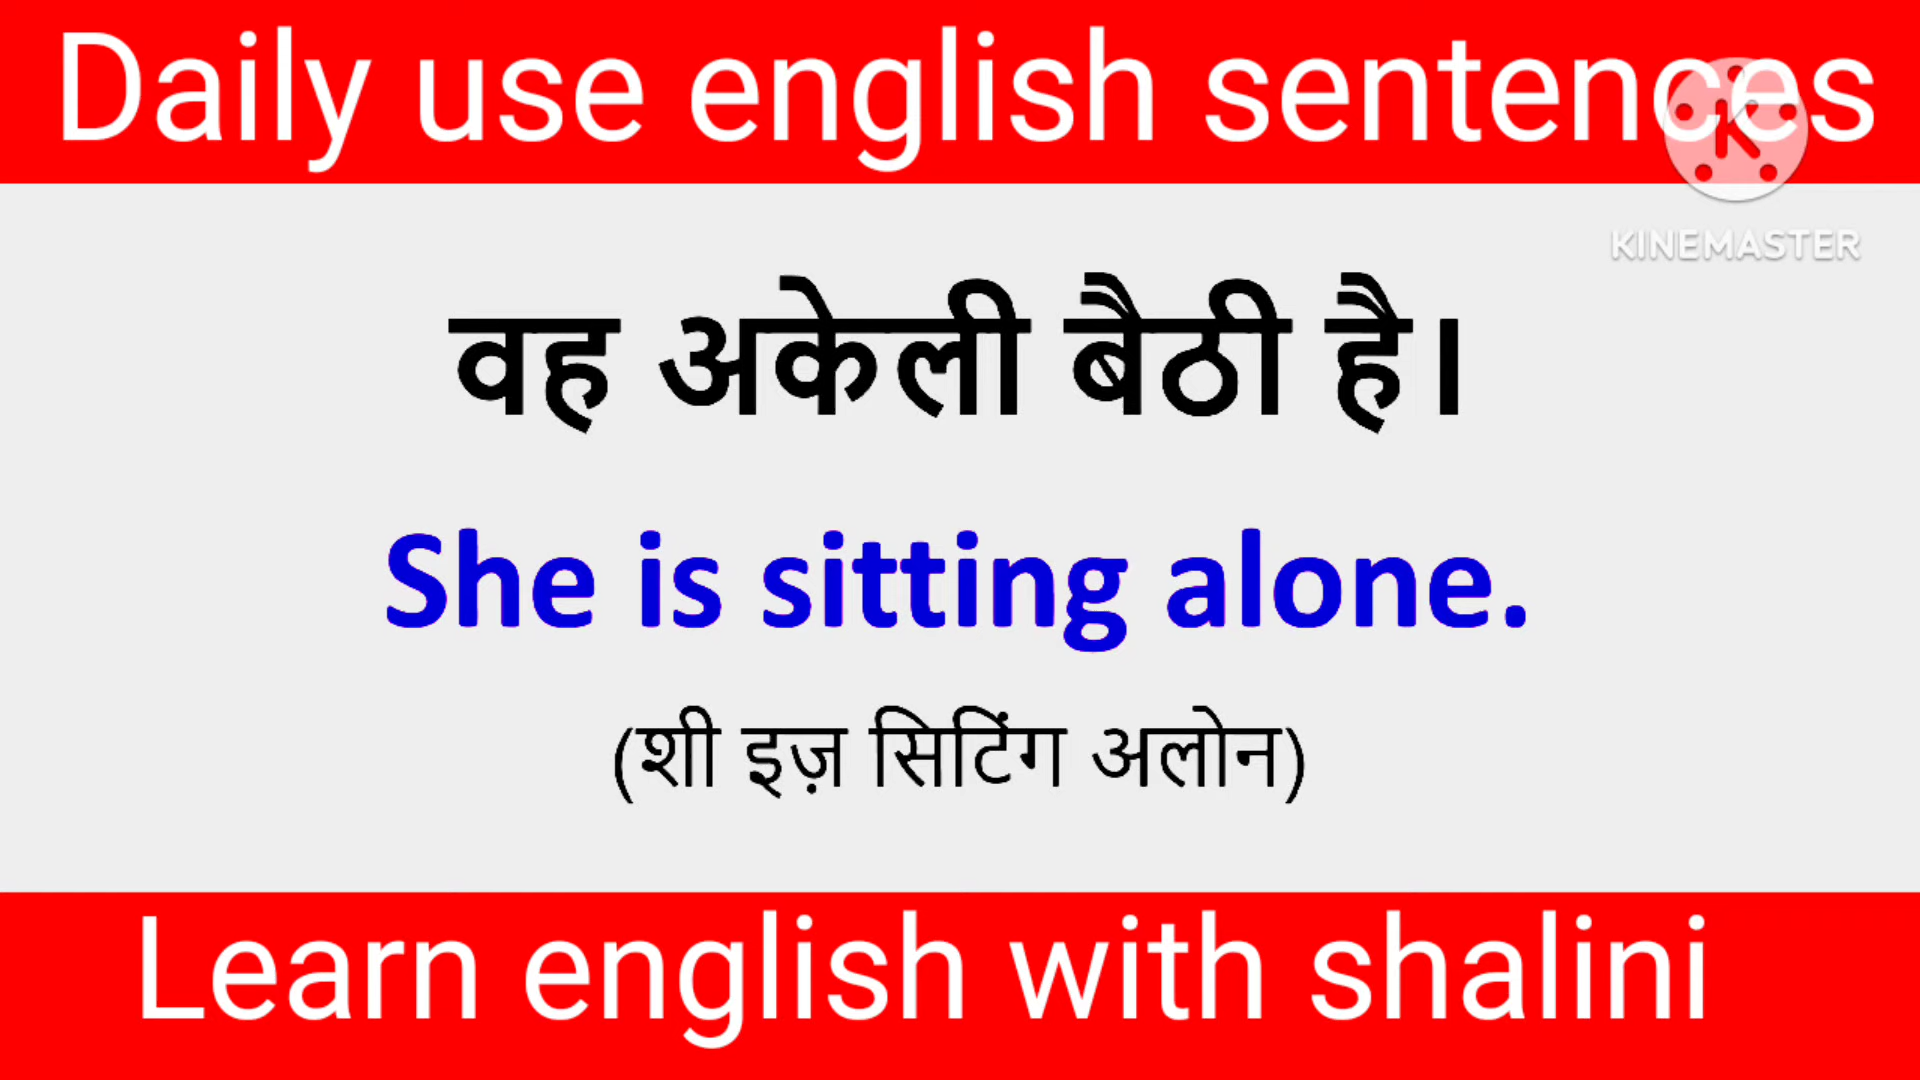 Daily use english sentences
KINEMASTER
वह अकेली बैठी है।
She is sitting alone.
(शी इज़ सिटिंग अलोन)
Learn english with shalini